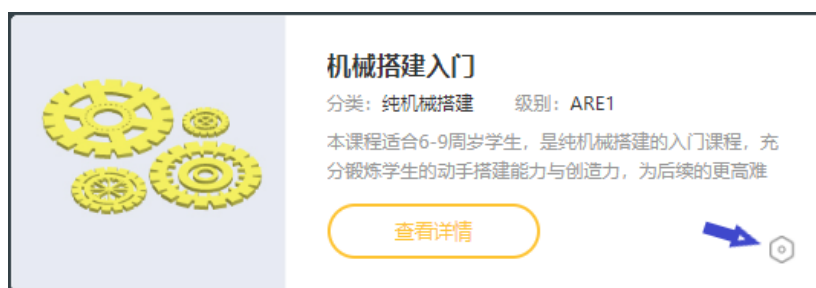 机械搭建入门
分类：纯机械搭建 级别：ARE1
本课程适合6-9周岁学生，是纯机械搭建的入门课程，充
分锻炼学生的动手搭建能力与创造力，为后续的更高难
查看详情